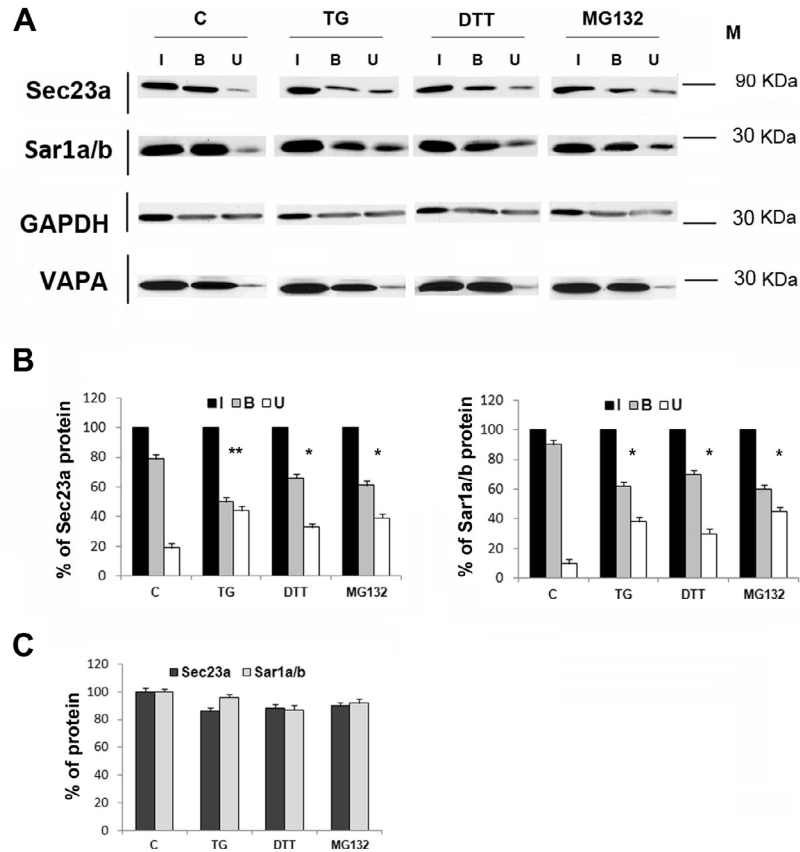 A
C TG DTT MG132 M
I B U I B U I B U I B U
Sec23a 90 KDa
Sar1a/b 30 KDa
GAPDH 30 KDa
VAPA 30 KDa
B
% of Sec23a protein
I B U
120
100
80
60
40
20
0
** * *
C TG DTT MG132
% of Sar1a/b protein
I B U
120
100
80
60
40
20
0
* * *
C TG DTT MG132
C
% of protein
Sec23a Sar1a/b
120
100
80
60
40
20
0
C TG DTT MG132